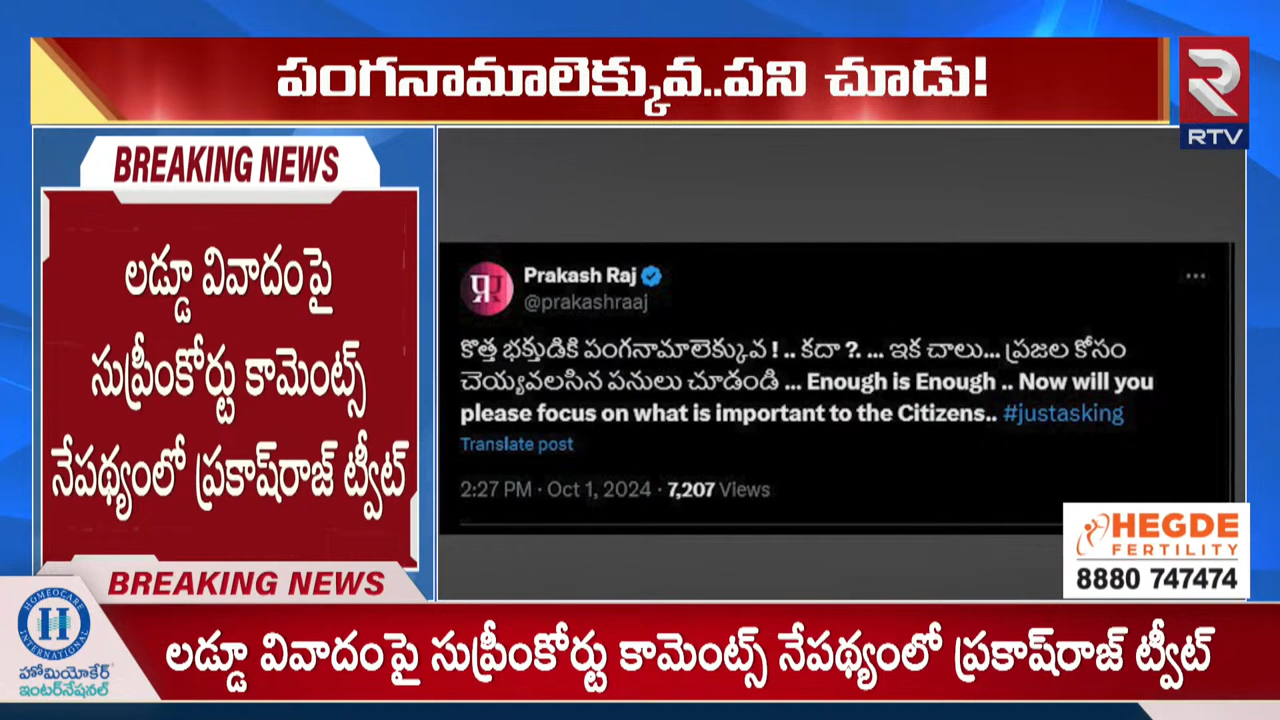 పంగనామాలెక్కువ..పని చూడు!
RTV
BREAKING NEWS
లడ్డూ వివాదంపై
సుప్రీంకోర్టు కామెంట్స్
నేపథ్యంలో ప్రకాష్‌రాజ్ ట్వీట్
Prakash Raj
@prakashraaj
కొత్త భక్తుడికి పంగనామాలెక్కువ ! .. కదా ?. ... ఇక చాలు... ప్రజల కోసం
చెయ్యవలసిన పనులు చూడండి ... Enough is Enough .. Now will you
please focus on what is important to the Citizens.. #justasking
Translate post
2:27 PM · Oct 1, 2024 · 7,207 Views
HEGDE
FERTILITY
8880 747474
BREAKING NEWS
HOMEOCARE
INTERNATIONAL
H
హోమియోకేర్
ఇంటర్‌నేషనల్
లడ్డూ వివాదంపై సుప్రీంకోర్టు కామెంట్స్ నేపథ్యంలో ప్రకాష్‌రాజ్ ట్వీట్